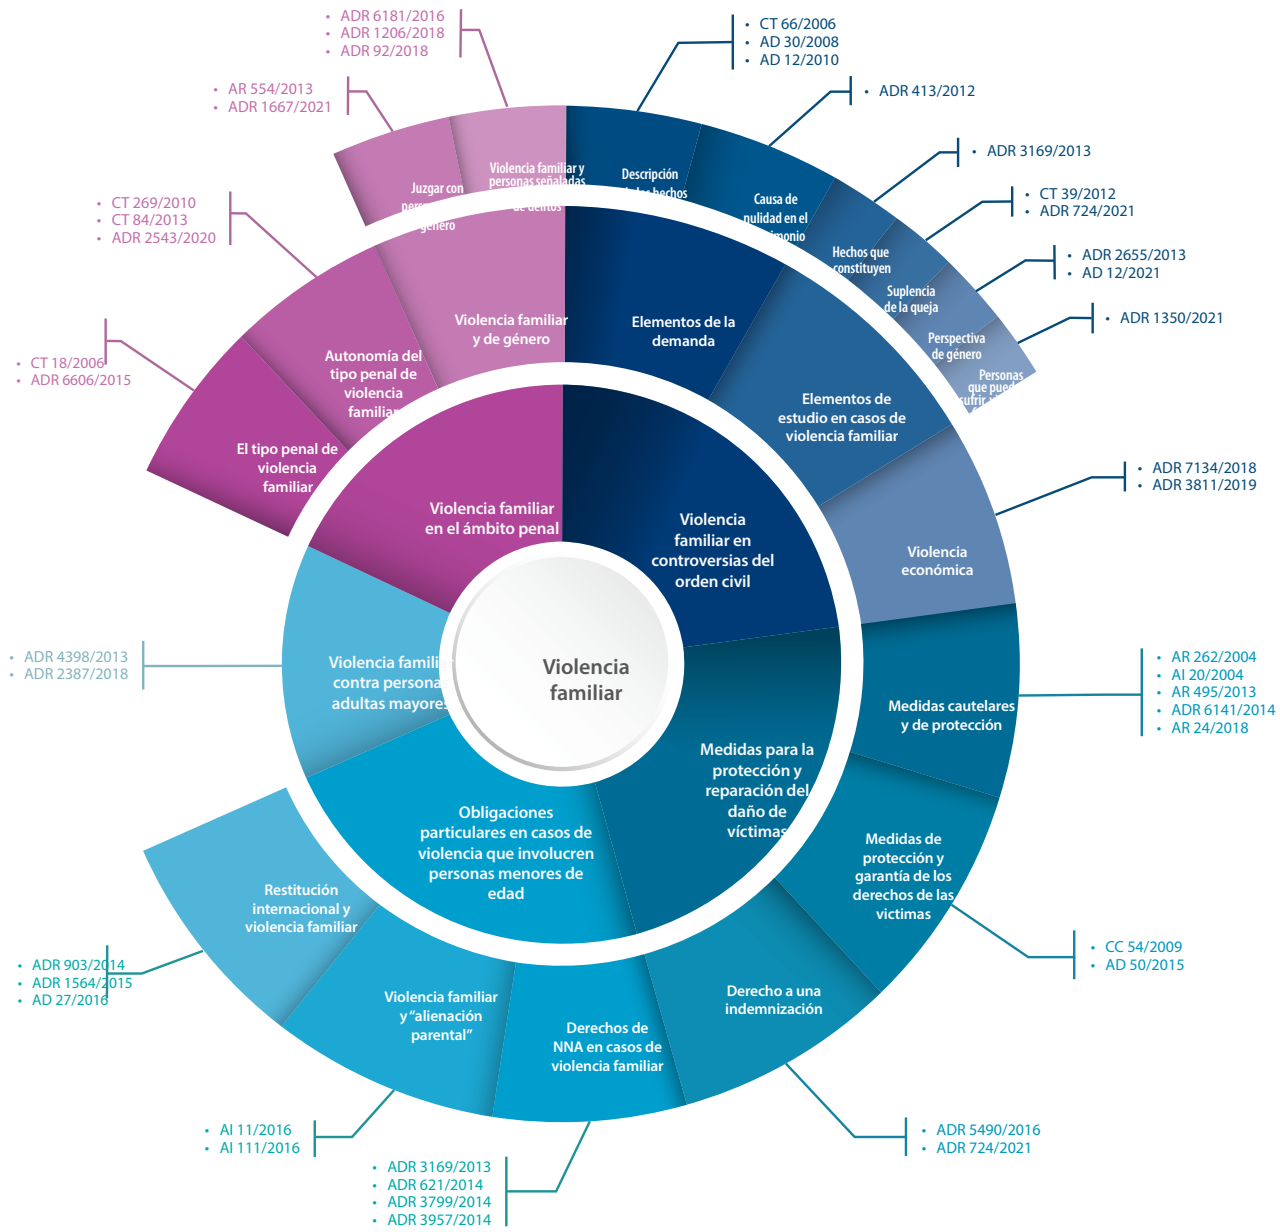 • ADR 6181/2016
• ADR 1206/2018
• ADR 92/2018
• AR 554/2013
• ADR 1667/2021
• CT 269/2010
• CT 84/2013
• ADR 2543/2020
• CT 18/2006
• ADR 6606/2015
• ADR 4398/2013
• ADR 2387/2018
• ADR 903/2014
• ADR 1564/2015
• AD 27/2016
• AI 11/2016
• AI 111/2016
• ADR 3169/2013
• ADR 621/2014
• ADR 3799/2014
• ADR 3957/2014
• CT 66/2006
• AD 30/2008
• AD 12/2010
• ADR 413/2012
• ADR 3169/2013
• CT 39/2012
• ADR 724/2021
• ADR 2655/2013
• AD 12/2021
• ADR 1350/2021
• ADR 7134/2018
• ADR 3811/2019
• AR 262/2004
• AI 20/2004
• AR 495/2013
• ADR 6141/2014
• AR 24/2018
• CC 54/2009
• AD 50/2015
• ADR 5490/2016
• ADR 724/2021
Juzgar con
género
Violencia familiar y
personas señaladas
de delitos
Descripción
hechos
Causa de
nulidad en el
Hechos que
constituyen
Suplencia
de la queja
Perspectiva
de género
Personas
que
sufrir
El tipo penal de
violencia
familiar
Autonomía del
tipo penal de
violencia
familiar
Violencia familiar
y de género
Elementos de la
demanda
Elementos de
estudio en casos de
violencia familiar
Violencia
económica
Medidas cautelares
y de protección
Medidas de
protección y
garantía de los
derechos de las
victimas
Derecho a una
indemnización
Derechos de
NNA en casos de
violencia familiar
Violencia familiar
y "alienación
parental"
Restitución
internacional y
violencia familiar
Violencia familiar
en el ámbito penal
Violencia
familiar en
controversias del
orden civil
Medidas para la
protección y
reparación del
daño de
víctimas
Obligaciones
particulares en casos de
violencia que involucren
personas menores de
edad
Violencia
contra
adultas mayores
Violencia
familiar